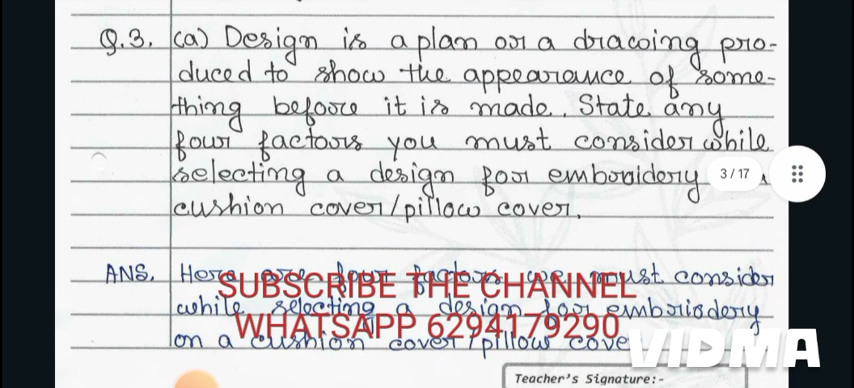 Q.3. (a) Design is a plan or a drawing pro-
duced to show the appearance of some-
thing before it is made. State any
four factors you must consider while
selecting a design for embroidery
cushion cover/pillow cover.
3/17
ANS. Here are four factors we must consider
while selecting a design for embroidery
on a cushion cover/pillow cove
SUBSCRIBE THE CHANNEL
WHATSAPP 6294179290
VIDMA
Teacher's Signature:-